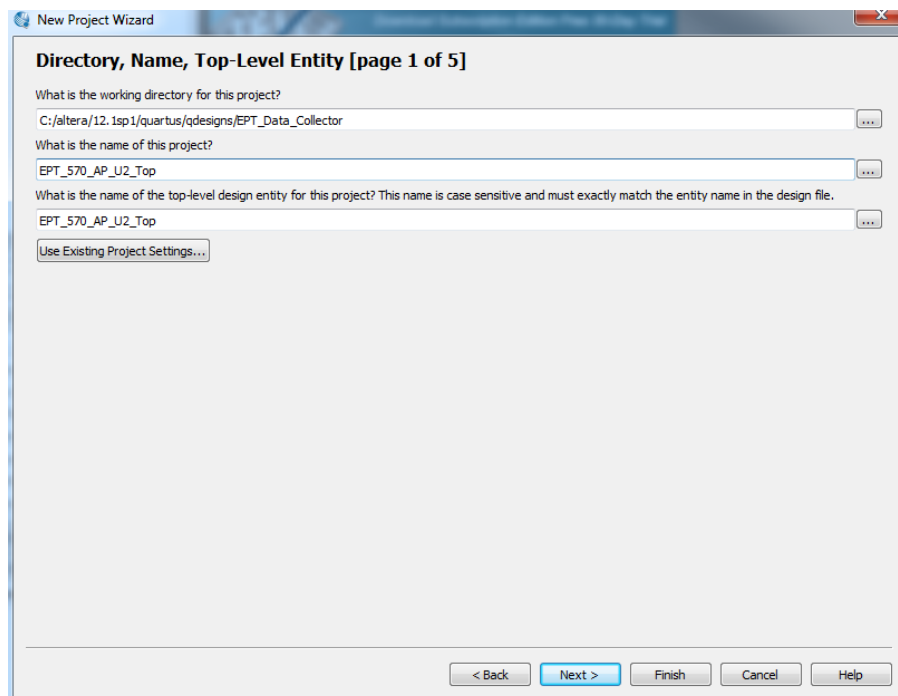 New Project Wizard
Directory, Name, Top-Level Entity [page 1 of 5]
What is the working directory for this project?
C:/altera/12.1sp1/quartus/qdesigns/EPT_Data_Collector
...
What is the name of this project?
EPT_570_AP_U2_Top
...
What is the name of the top-level design entity for this project? This name is case sensitive and must exactly match the entity name in the design file.
EPT_570_AP_U2_Top
...
Use Existing Project Settings...
< Back Next > Finish Cancel Help